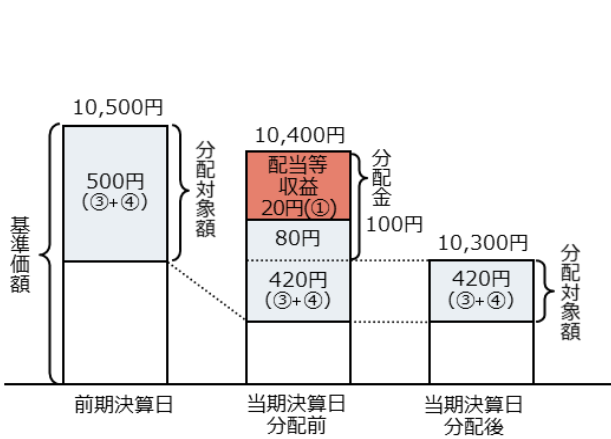 10,500円
500円
(③+④)
分配対象額
基準価額
前期決算日
10,400円
配当等
収益
20円(①)
80円
420円
(③+④)
分配金
100円
当期決算日
分配前
10,300円
420円
(③+④)
分配対象額
当期決算日
分配後